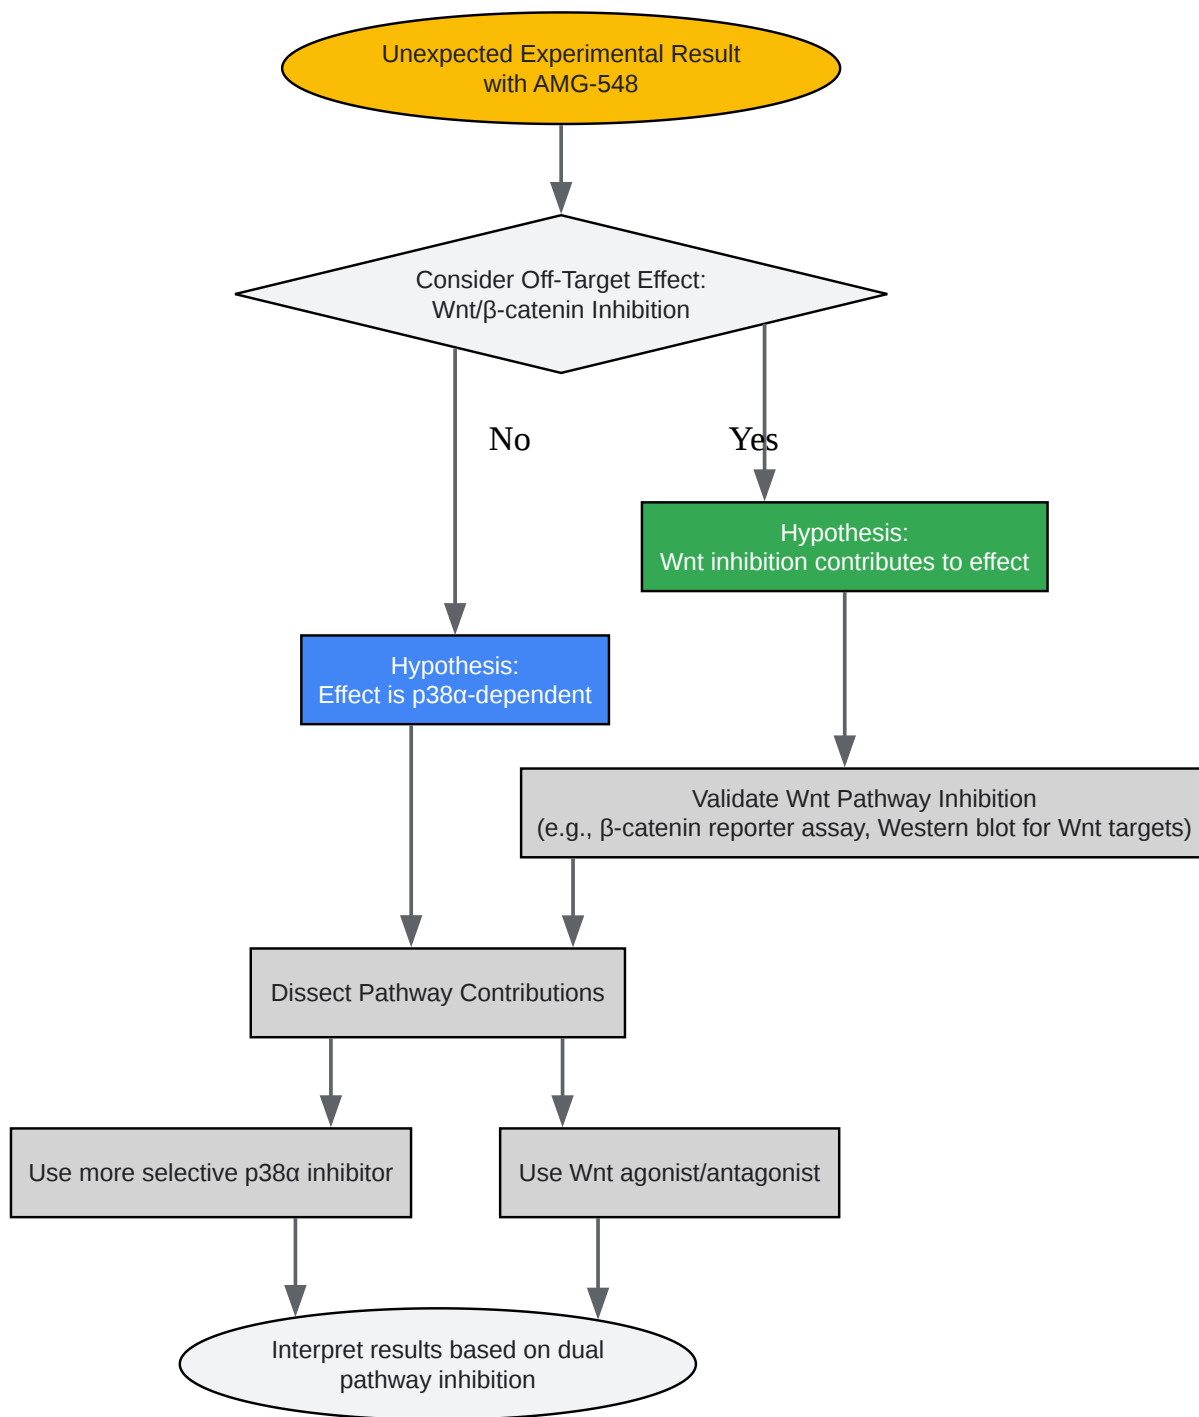 Unexpected Experimental Result
with AMG-548
Consider Off-Target Effect:
Wnt/β-catenin Inhibition
No
Yes
Hypothesis:
Wnt inhibition contributes to effect
Hypothesis:
Effect is p38α-dependent
Validate Wnt Pathway Inhibition
(e.g., β-catenin reporter assay, Western blot for Wnt targets)
Dissect Pathway Contributions
Use more selective p38α inhibitor
Use Wnt agonist/antagonist
Interpret results based on dual
pathway inhibition